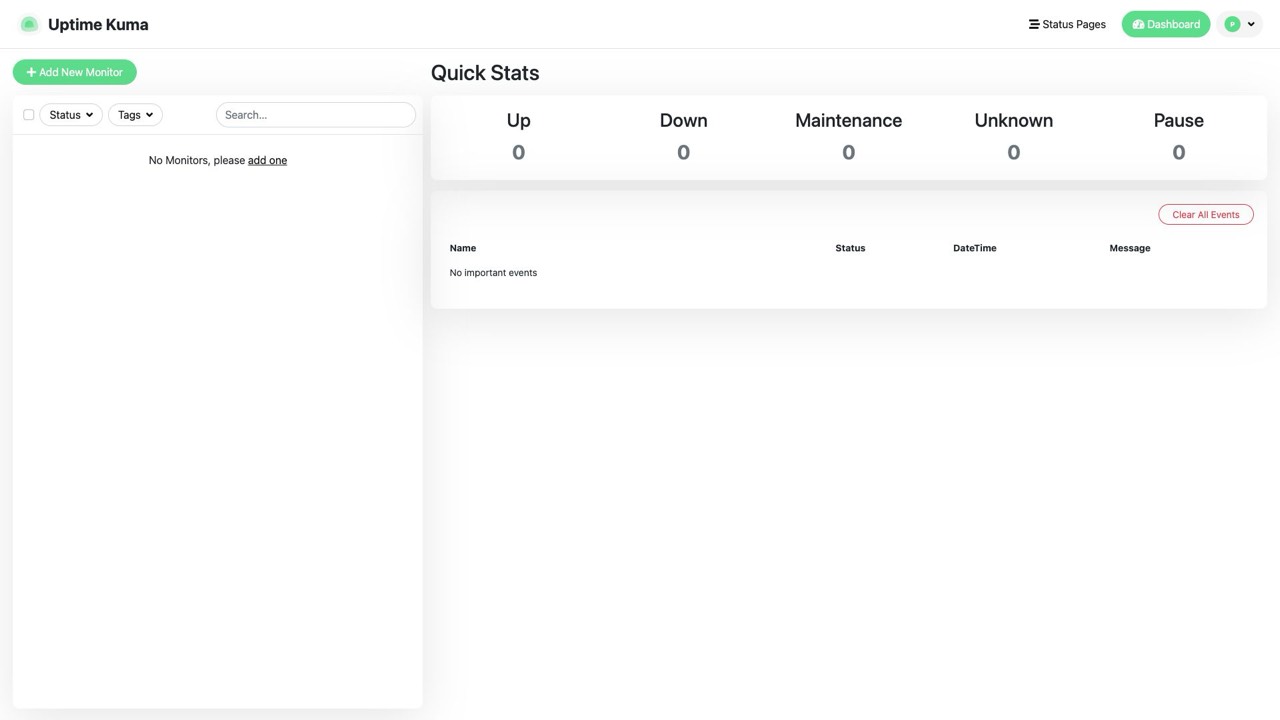 Uptime Kuma
Status Pages
Dashboard
P
Add New Monitor
Status
Tags
Search...
No Monitors, please add one
Quick Stats
Up
Down
Maintenance
Unknown
Pause
0
0
0
0
0
Clear All Events
Name
Status
DateTime
Message
No important events